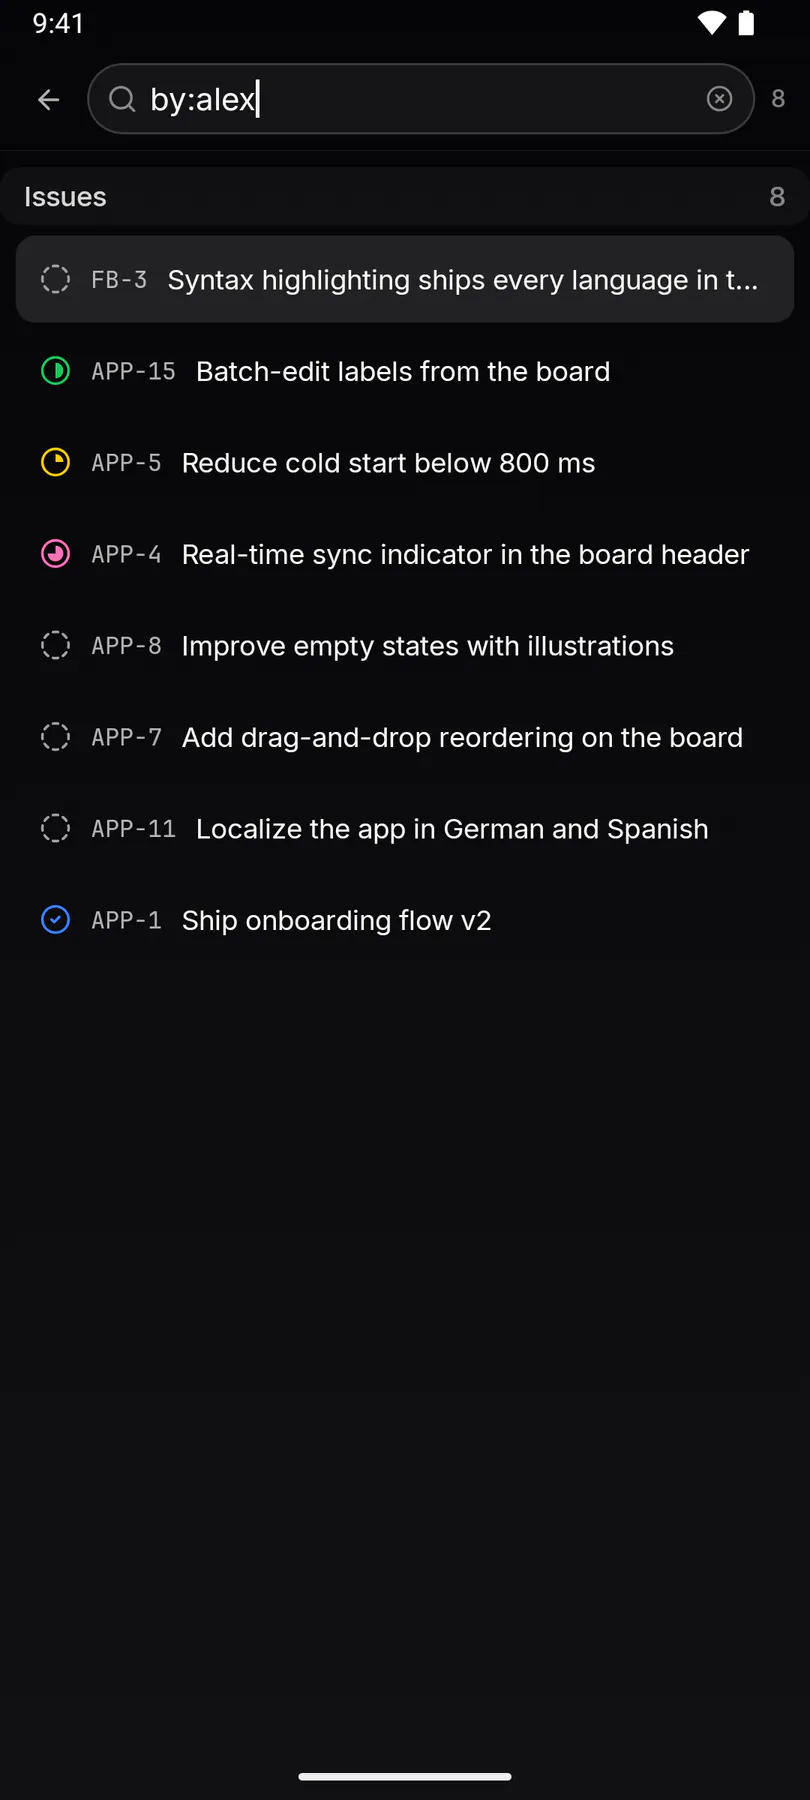 9:41
by:alex
8
Issues 8
FB-3 Syntax highlighting ships every language in t...
APP-15 Batch-edit labels from the board
APP-5 Reduce cold start below 800 ms
APP-4 Real-time sync indicator in the board header
APP-8 Improve empty states with illustrations
APP-7 Add drag-and-drop reordering on the board
APP-11 Localize the app in German and Spanish
APP-1 Ship onboarding flow v2